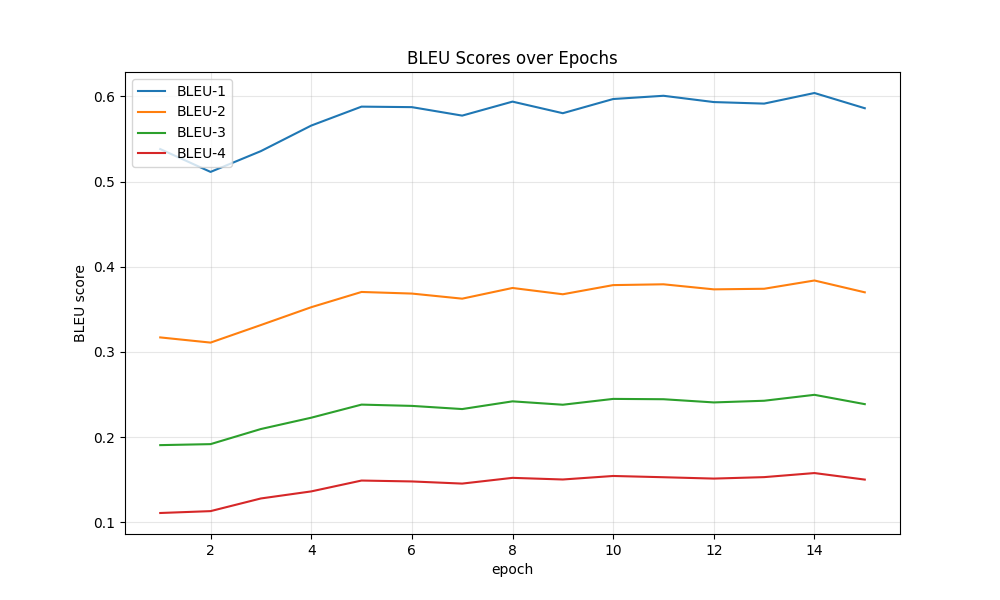 BLEU Scores over Epochs
BLEU-1
BLEU-2
BLEU-3
BLEU-4
BLEU score
0.6
0.5
0.4
0.3
0.2
0.1
2 4 6 8 10 12 14
epoch